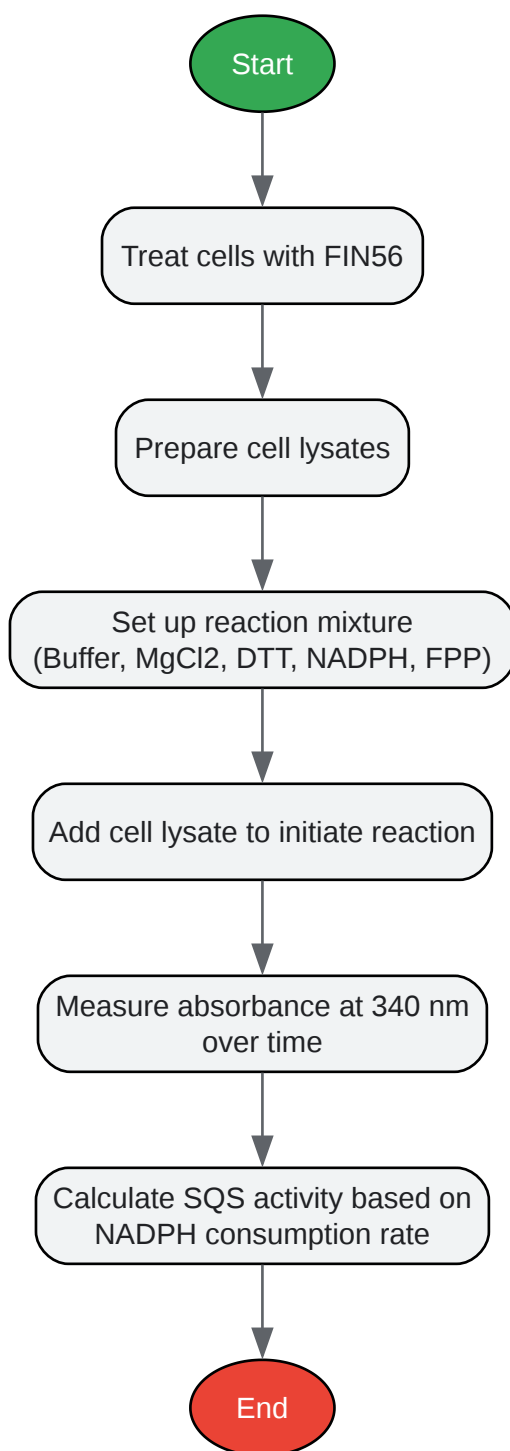 Start
Treat cells with FIN56
Prepare cell lysates
Set up reaction mixture
(Buffer, MgCl2, DTT, NADPH, FPP)
Add cell lysate to initiate reaction
Measure absorbance at 340 nm
over time
Calculate SQS activity based on
NADPH consumption rate
End